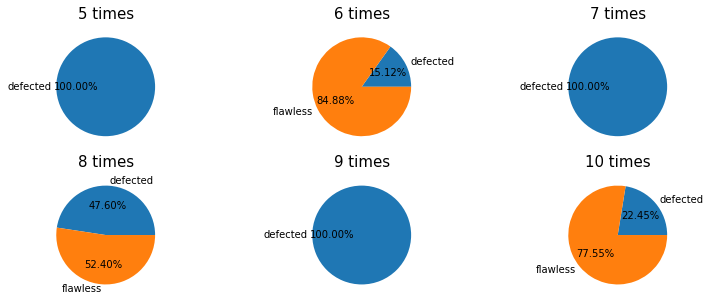 5 times
6 times
7 times
defected
100.00%
defected
15.12%
84.88%
flawless
defected
100.00%
8 times
9 times
10 times
defected
47.60%
52.40%
flawless
defected
100.00%
defected
22.45%
77.55%
flawless